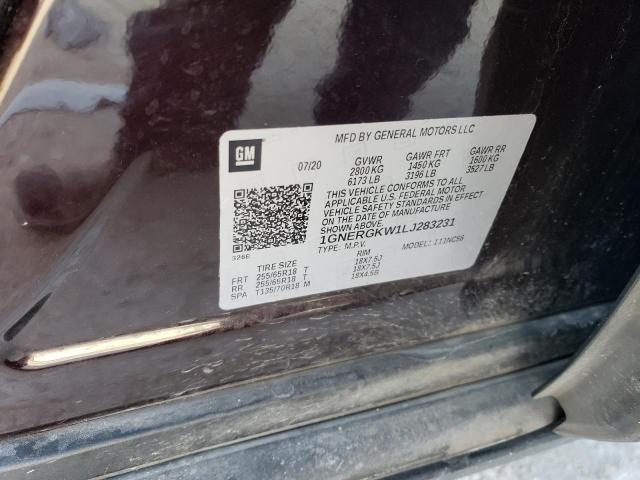 MFD BY GENERAL MOTORS LLC
GM
07/20 GVWR GAWR FRT GAWR RR
2800 KG 1450 KG 1600 KG
6173 LB 3196 LB 3527 LB
THIS VEHICLE CONFORMS TO ALL
APPLICABLE U.S. FEDERAL MOTOR
VEHICLE SAFETY STANDARDS IN EFFECT
ON THE DATE OF MANUFACTURE
SHOWN ABOVE.
1GNERGKW1LJ283231
TYPE: M.P.V. MODEL: 111NC56
326E
TIRE SIZE RIM
FRT 255/65R18 T 18X7.5J
RR 255/65R18 T 18X7.5J
SPA T135/70R18 M 18X4.5B